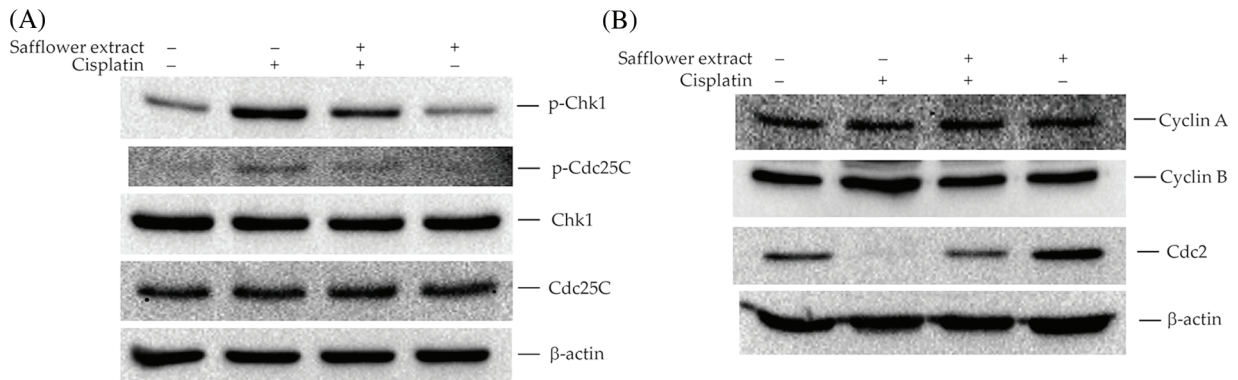 (A)
Safflower extract – – + +
Cisplatin – + + –
p-Chk1
p-Cdc25C
Chk1
Cdc25C
β-actin
(B)
Safflower extract – – + +
Cisplatin – + + –
Cyclin A
Cyclin B
Cdc2
β-actin